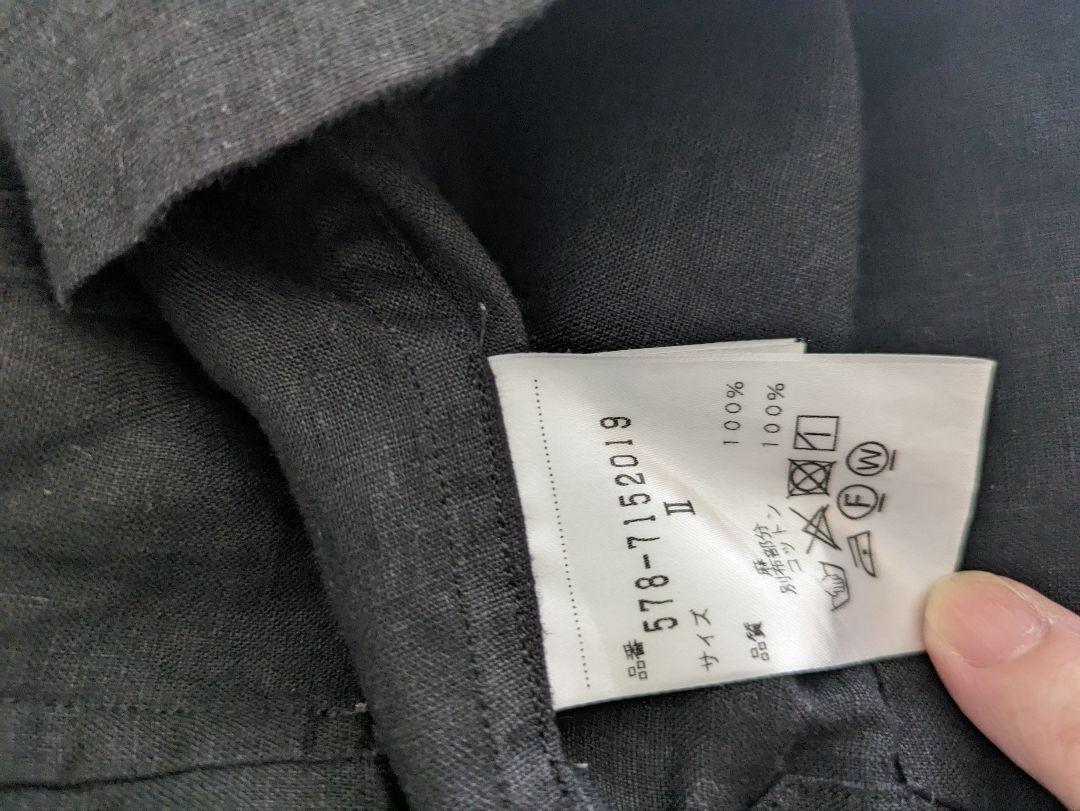 品番
578-7152019
サイズ Ⅱ
品質
麻 100%
別布部分
コットン 100%
F W